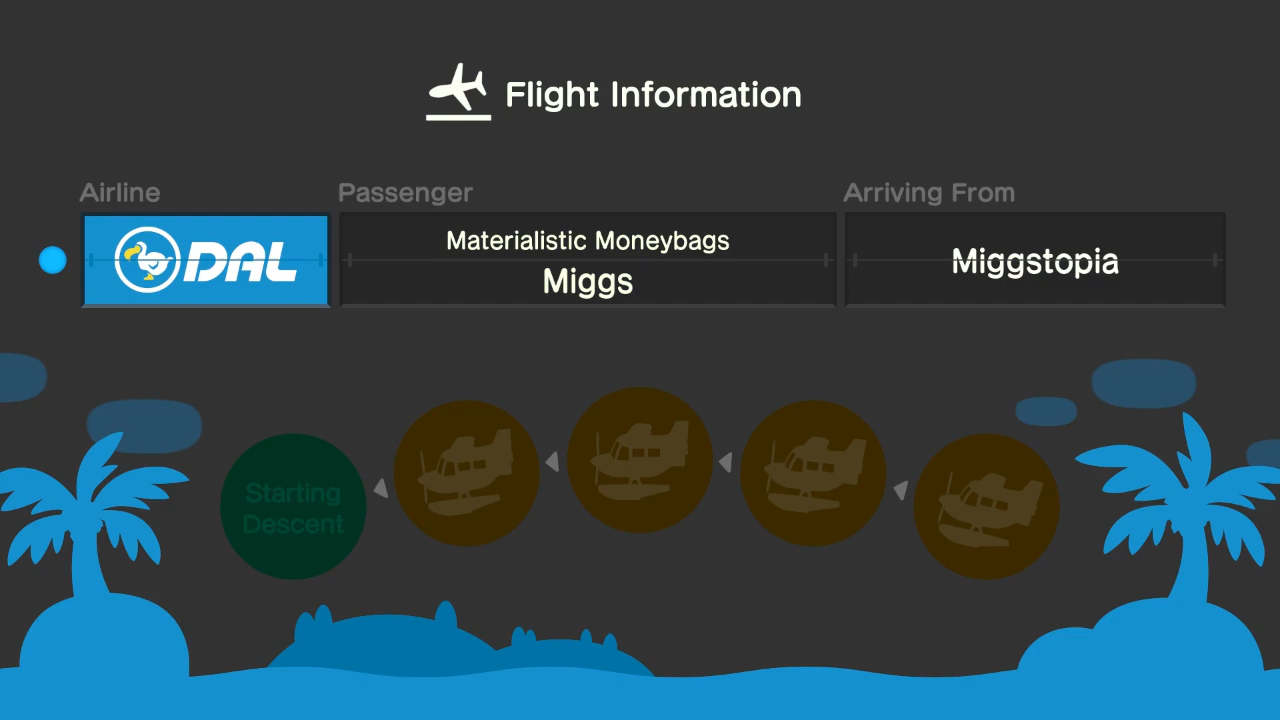 Flight Information
Airline
Passenger
Arriving From
DAL
Materialistic Moneybags
Miggs
Miggstopia
Starting
Descent